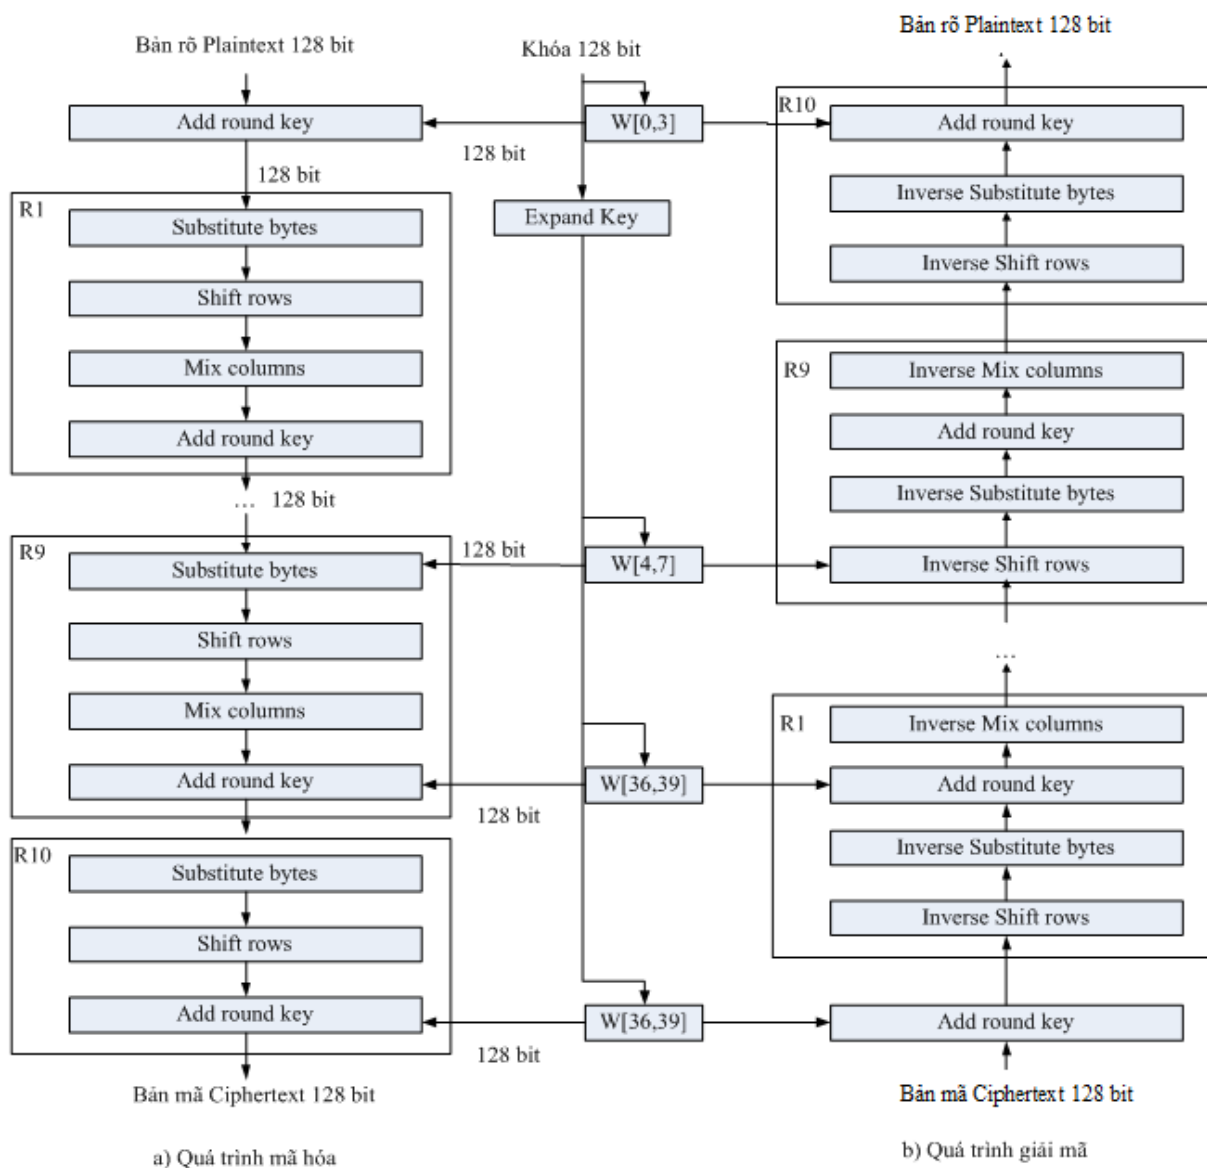 Bản rõ Plaintext 128 bit
Add round key
128 bit
R1
Substitute bytes
Shift rows
Mix columns
Add round key
… 128 bit
R9
Substitute bytes
Shift rows
Mix columns
Add round key
R10
Substitute bytes
Shift rows
Add round key
Bản mã Ciphertext 128 bit
a) Quá trình mã hóa
Khóa 128 bit
W[0,3]
128 bit
Expand Key
128 bit
W[4,7]
W[36,39]
128 bit
W[36,39]
128 bit
Bản rõ Plaintext 128 bit
R10
Add round key
Inverse Substitute bytes
Inverse Shift rows
R9
Inverse Mix columns
Add round key
Inverse Substitute bytes
Inverse Shift rows
…
R1
Inverse Mix columns
Add round key
Inverse Substitute bytes
Inverse Shift rows
Add round key
Bản mã Ciphertext 128 bit
b) Quá trình giải mã